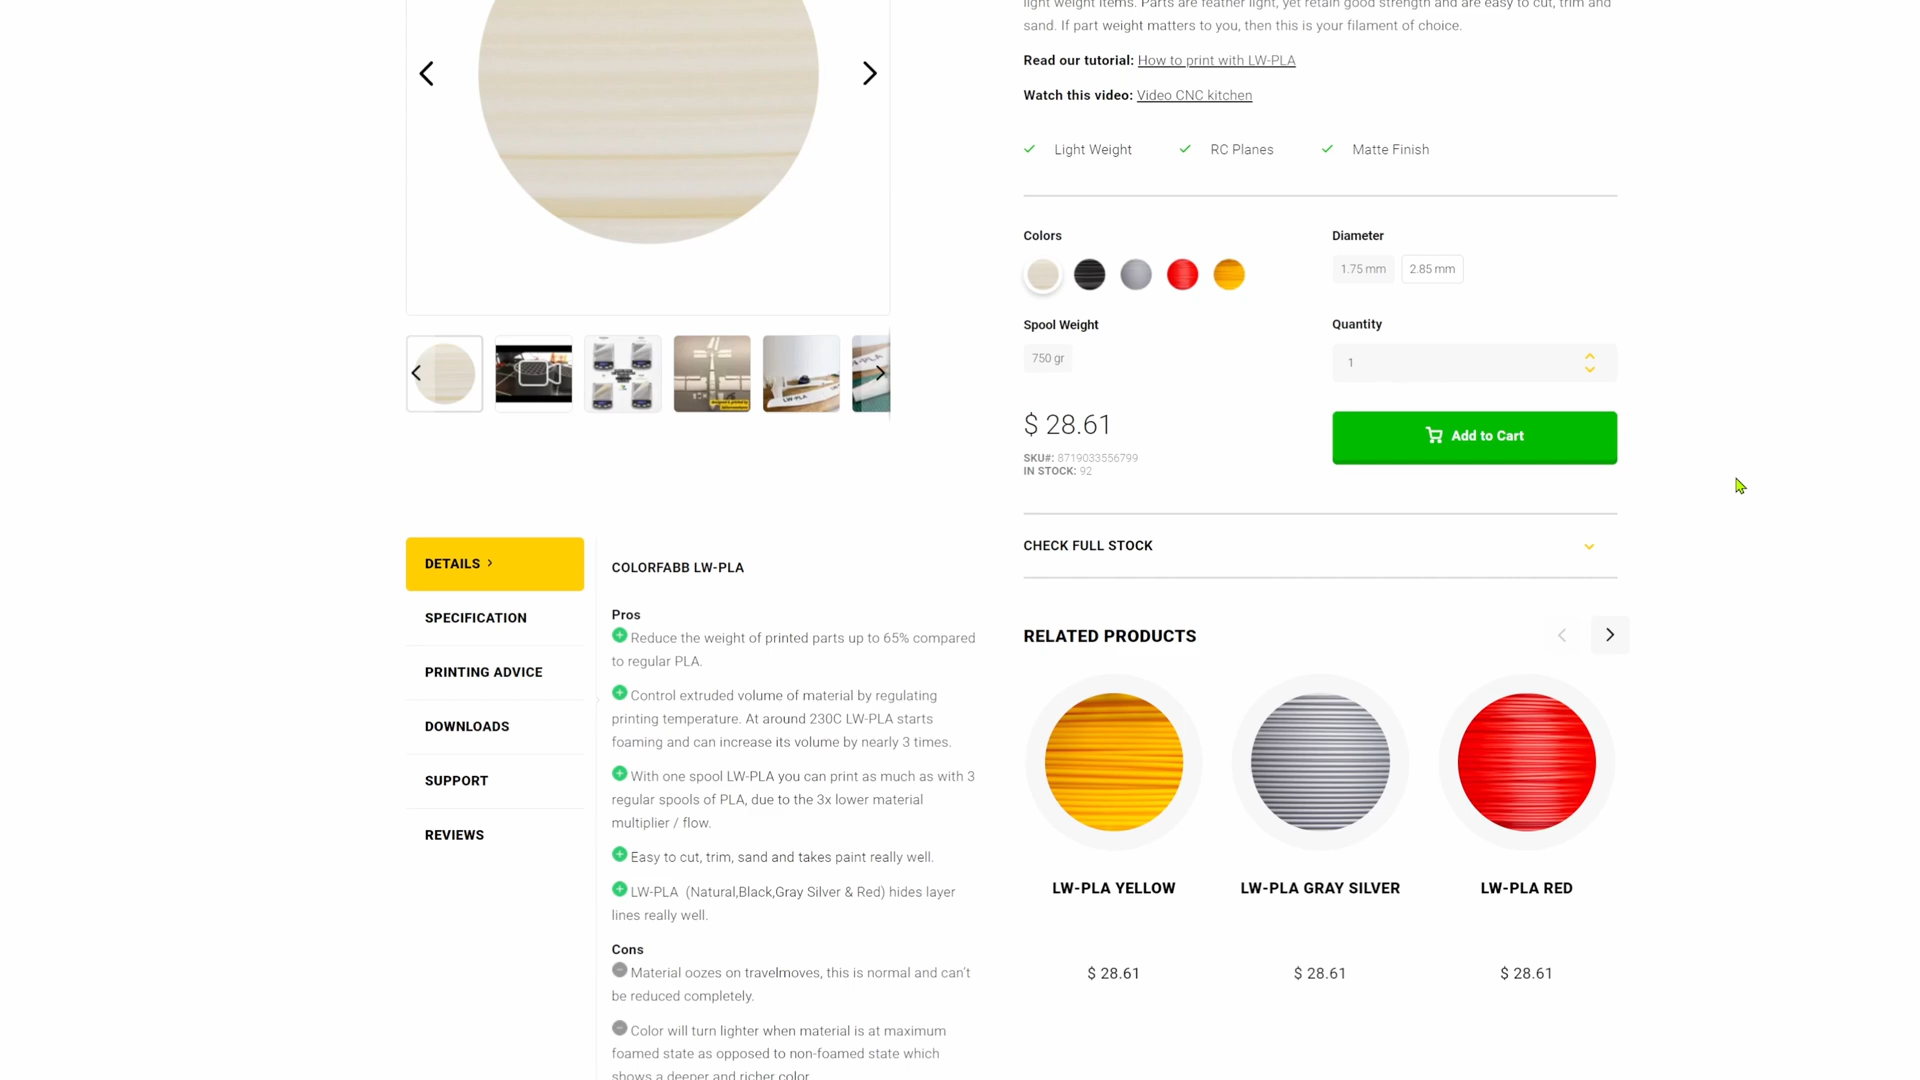 light weight items. Parts are feather light, yet retain good strength and are easy to cut, trim and
sand. If part weight matters to you, then this is your filament of choice.
Read our tutorial: How to print with LW-PLA
Watch this video: Video CNC kitchen
Light Weight
RC Planes
Matte Finish
Colors
Diameter
1.75 mm
2.85 mm
Spool Weight
Quantity
750 gr
1
$ 28.61
SKU#: 8719033556799
IN STOCK: 92
Add to Cart
CHECK FULL STOCK
DETAILS
SPECIFICATION
PRINTING ADVICE
DOWNLOADS
SUPPORT
REVIEWS
COLORFABB LW-PLA
Pros
Reduce the weight of printed parts up to 65% compared
to regular PLA.
Control extruded volume of material by regulating
printing temperature. At around 230C LW-PLA starts
foaming and can increase its volume by nearly 3 times.
With one spool LW-PLA you can print as much as with 3
regular spools of PLA, due to the 3x lower material
multiplier / flow.
Easy to cut, trim, sand and takes paint really well.
LW-PLA (Natural,Black,Gray Silver & Red) hides layer
lines really well.
Cons
Material oozes on travelmoves, this is normal and can't
be reduced completely.
Color will turn lighter when material is at maximum
foamed state as opposed to non-foamed state which
shows a deeper and richer color
RELATED PRODUCTS
LW-PLA YELLOW
LW-PLA GRAY SILVER
LW-PLA RED
$ 28.61
$ 28.61
$ 28.61